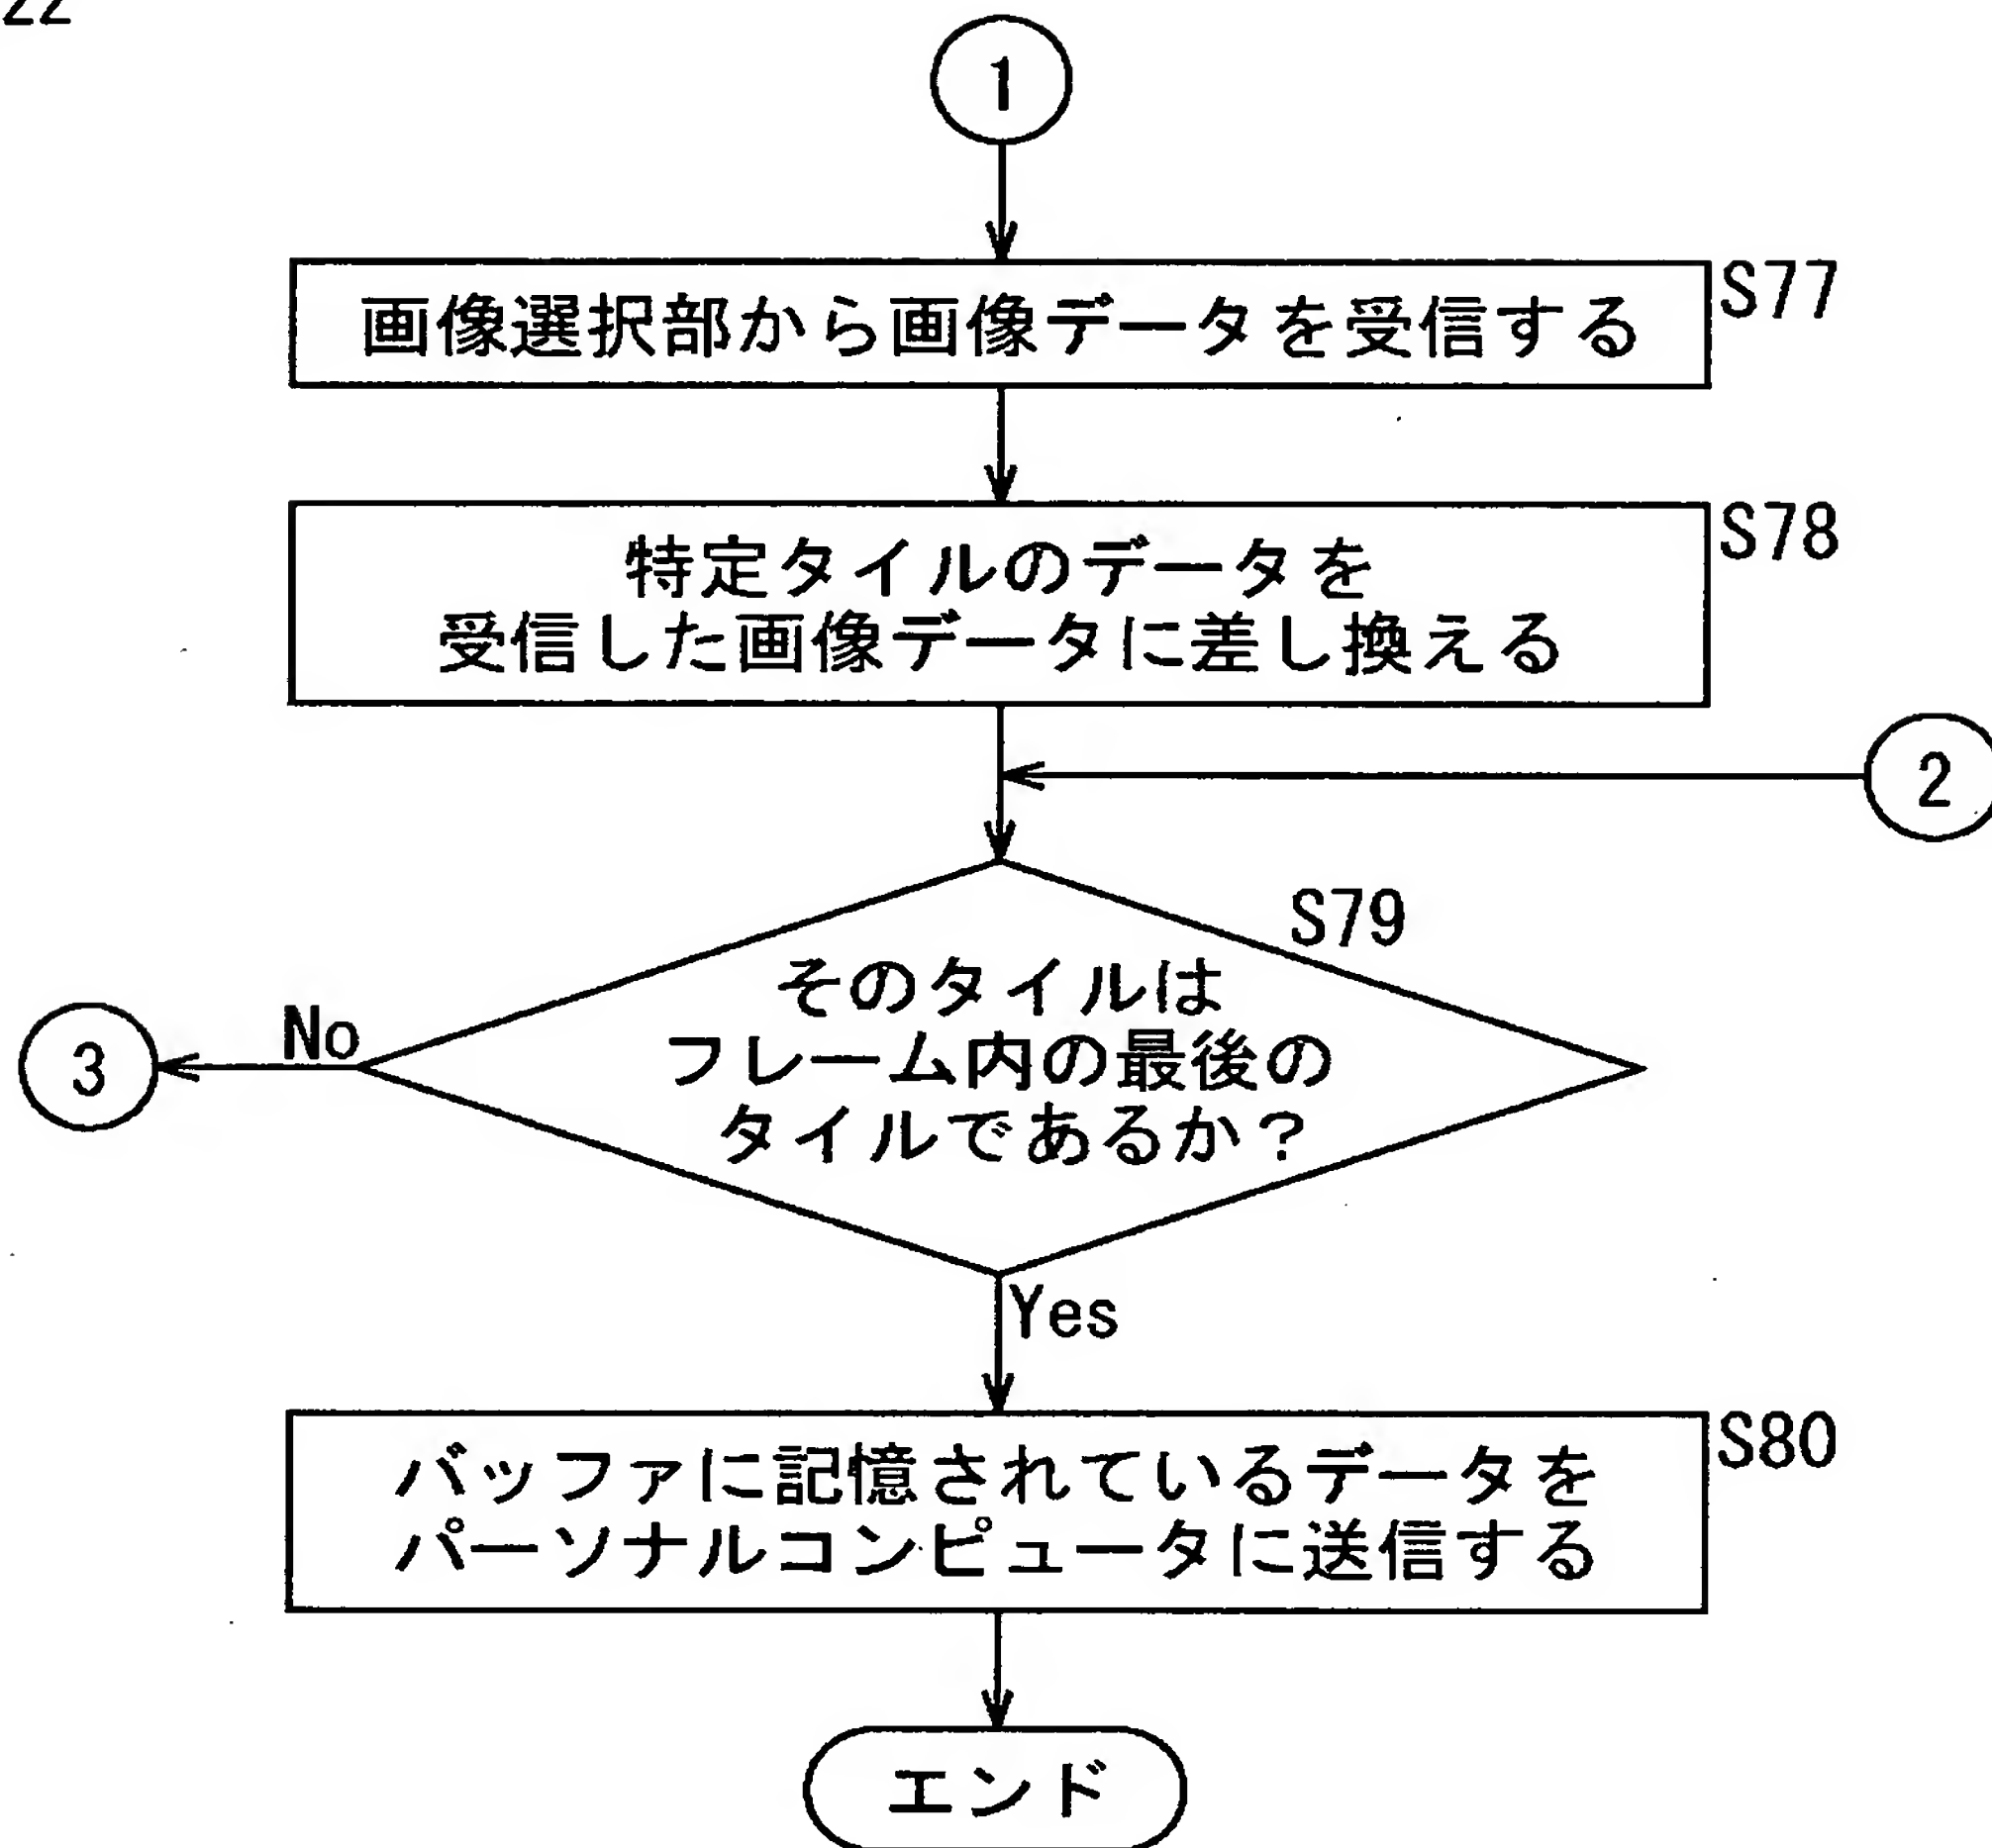 22
1
画像選択部から画像データを受信する
S77
特定タイルのデータを
受信した画像データに差し換える
S78
2
S79
そのタイルは
フレーム内の最後の
タイルであるか?
No
3
Yes
バッファに記憶されているデータを
パーソナルコンピュータに送信する
S80
エンド